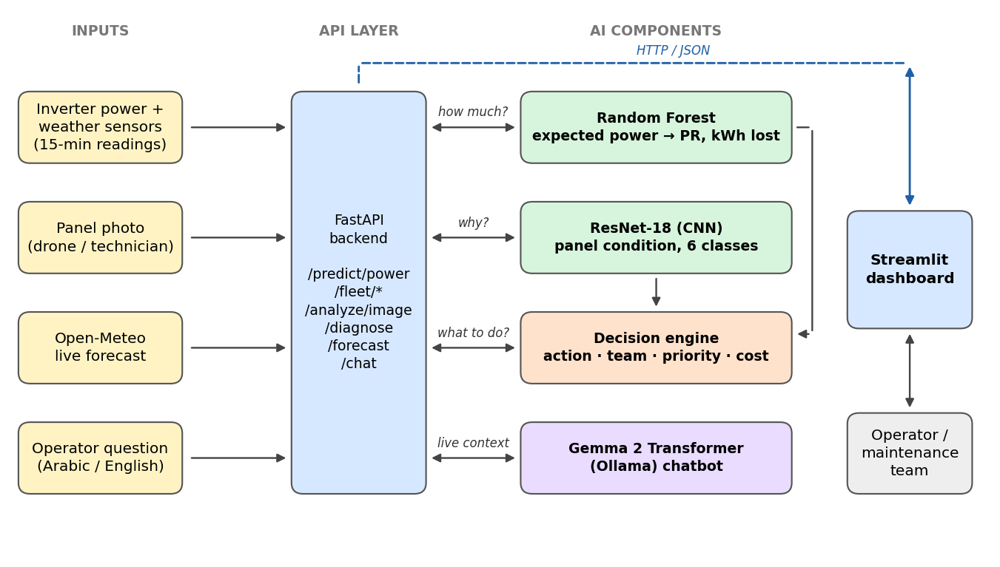 INPUTS
API LAYER
AI COMPONENTS
HTTP / JSON
Inverter power +
weather sensors
(15-min readings)
Panel photo
(drone / technician)
Open-Meteo
live forecast
Operator question
(Arabic / English)
FastAPI
backend
/predict/power
/fleet/*
/analyze/image
/diagnose
/forecast
/chat
how much?
why?
what to do?
live context
Random Forest
expected power → PR, kWh lost
ResNet-18 (CNN)
panel condition, 6 classes
Decision engine
action · team · priority · cost
Gemma 2 Transformer
(Ollama) chatbot
Streamlit
dashboard
Operator /
maintenance
team